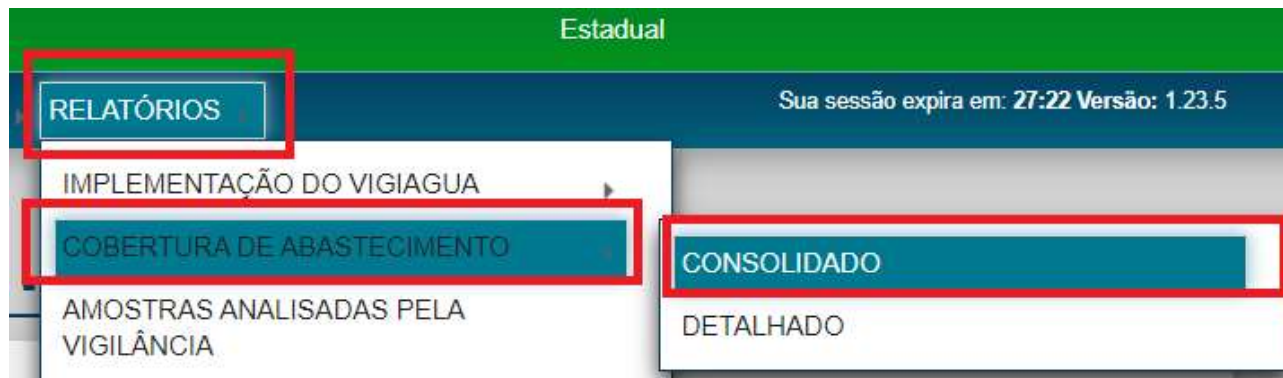 Estadual
RELATÓRIOS
Sua sessão expira em: 27:22 Versão: 1.23.5
IMPLEMENTAÇÃO DO VIGIAGUA
COBERTURA DE ABASTECIMENTO
CONSOLIDADO
AMOSTRAS ANALISADAS PELA
VIGILÂNCIA
DETALHADO